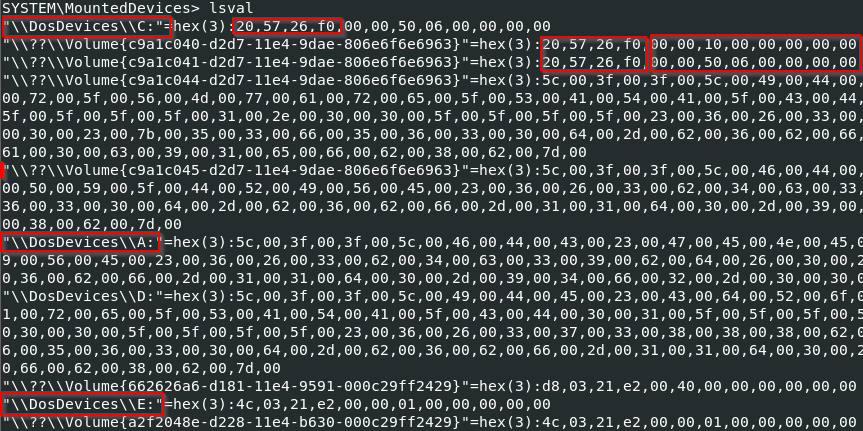 SYSTEM\MountedDevices> lsval
"\\DosDevices\\C:"=hex(3):20,57,26,f0,00,00,50,06,00,00,00,00
"\\??\\Volume{c9a1c040-d2d7-11e4-9dae-806e6f6e6963}"=hex(3):20,57,26,f0,00,00,10,00,00,00,00,00
"\\??\\Volume{c9a1c041-d2d7-11e4-9dae-806e6f6e6963}"=hex(3):20,57,26,f0,00,00,50,06,00,00,00,00
"\\??\\Volume{c9a1c044-d2d7-11e4-9dae-806e6f6e6963}"=hex(3):5c,00,3f,00,3f,00,5c,00,49,00,44,00,
00,72,00,5f,00,56,00,4d,00,77,00,61,00,72,00,65,00,5f,00,53,00,41,00,54,00,41,00,5f,00,43,00,44,
5f,00,5f,00,5f,00,5f,00,31,00,2e,00,30,00,30,00,5f,00,5f,00,5f,00,5f,00,23,00,36,00,26,00,33,00,
,00,30,00,23,00,7b,00,35,00,33,00,66,00,35,00,36,00,33,00,30,00,64,00,2d,00,62,00,36,00,62,00,66
61,00,30,00,63,00,39,00,31,00,65,00,66,00,62,00,38,00,62,00,7d,00
"\\??\\Volume{c9a1c045-d2d7-11e4-9dae-806e6f6e6963}"=hex(3):5c,00,3f,00,3f,00,5c,00,46,00,44,00,
,00,50,00,59,00,5f,00,44,00,52,00,49,00,56,00,45,00,23,00,36,00,26,00,33,00,62,00,34,00,63,00,33
36,00,33,00,30,00,64,00,2d,00,62,00,36,00,62,00,66,00,2d,00,31,00,31,00,64,00,30,00,2d,00,39,00,
00,38,00,62,00,7d,00
"\\DosDevices\\A:"=hex(3):5c,00,3f,00,3f,00,5c,00,46,00,44,00,43,00,23,00,47,00,45,00,4e,00,45,0
9,00,56,00,45,00,23,00,36,00,26,00,33,00,62,00,34,00,63,00,33,00,39,00,62,00,64,00,26,00,30,00,2
,00,36,00,62,00,66,00,2d,00,31,00,31,00,64,00,30,00,2d,00,39,00,34,00,66,00,32,00,2d,00,30,00,30
"\\DosDevices\\D:"=hex(3):5c,00,3f,00,3f,00,5c,00,49,00,44,00,45,00,23,00,43,00,64,00,52,00,6f,
1,00,72,00,65,00,5f,00,53,00,41,00,54,00,41,00,5f,00,43,00,44,00,30,00,31,00,5f,00,5f,00,5f,00,5
0,00,30,00,30,00,5f,00,5f,00,5f,00,5f,00,23,00,36,00,26,00,33,00,37,00,33,00,38,00,38,00,38,00,62
6,00,35,00,36,00,33,00,30,00,64,00,2d,00,62,00,36,00,62,00,66,00,2d,00,31,00,31,00,64,00,30,00,2
0,00,66,00,62,00,38,00,62,00,7d,00
"\\??\\Volume{662626a6-d181-11e4-9591-000c29ff2429}"=hex(3):d8,03,21,e2,00,40,00,00,00,00,00,00
"\\DosDevices\\E:"=hex(3):4c,03,21,e2,00,00,01,00,00,00,00,00
"\\??\\Volume{a2f2048e-d228-11e4-b630-000c29ff2429}"=hex(3):4c,03,21,e2,00,00,01,00,00,00,00,00